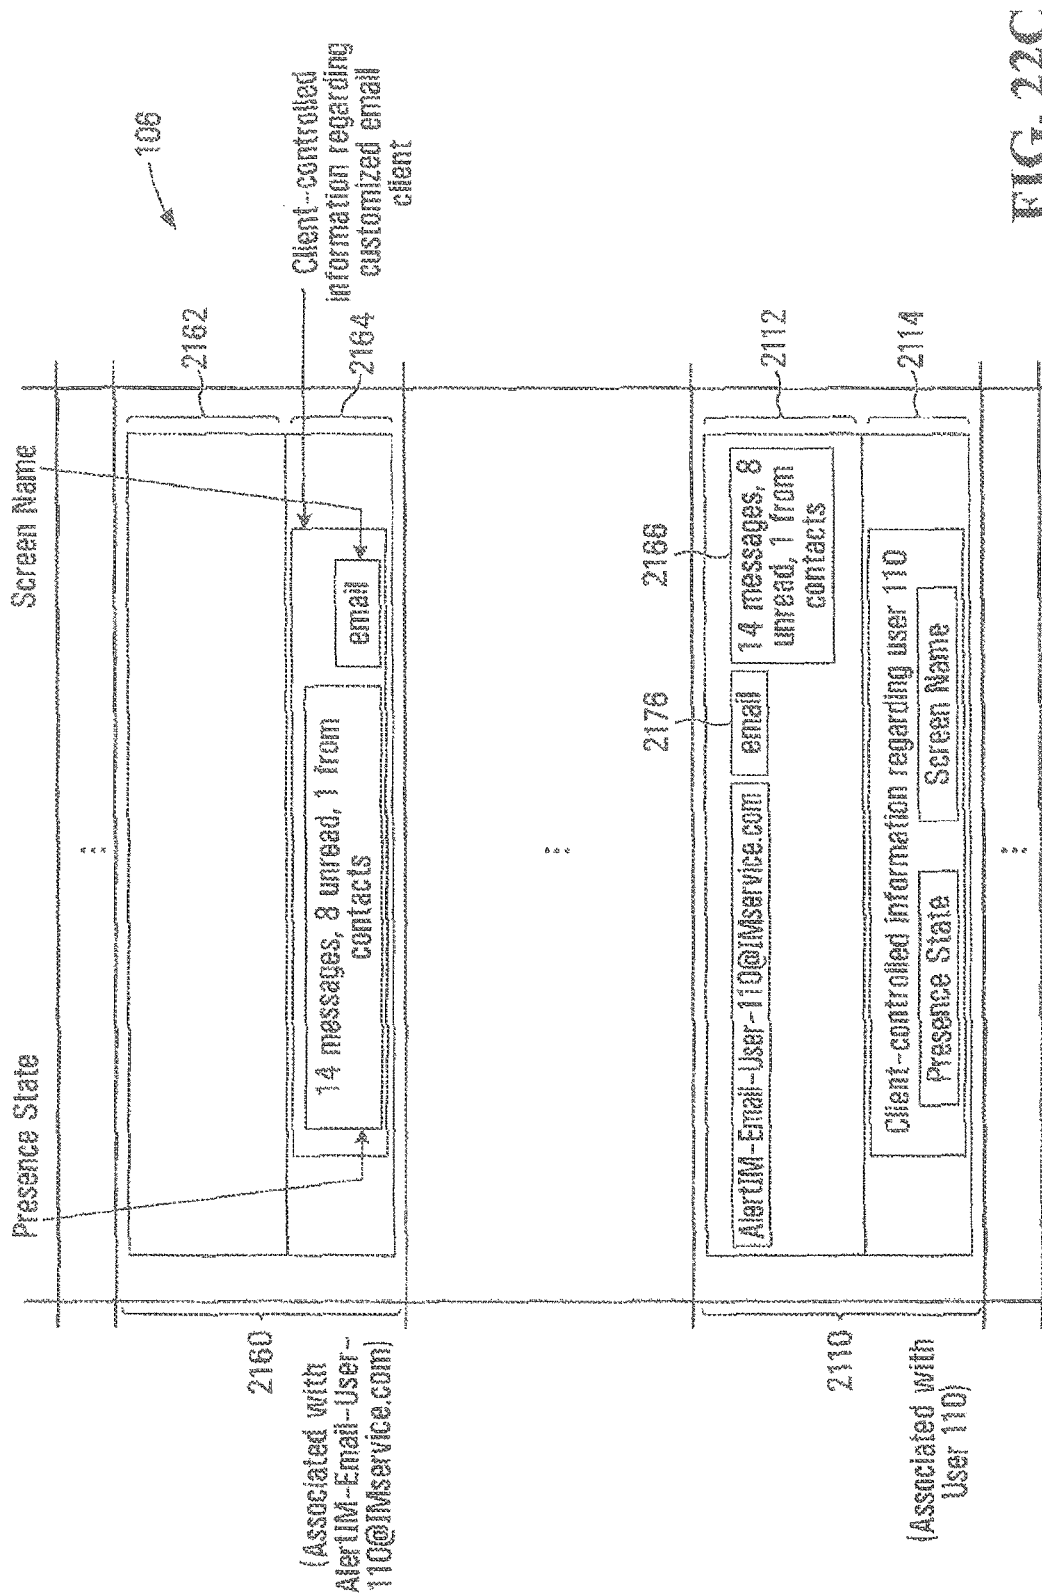 Presence State
Screen Name
106
2160
(Associated with
AlertIM-Email-User-
110@IMservice.com)
14 messages, 8 unread, 1 from
contacts
email
2162
2164
Client-controlled
information regarding
customized email
client
2110
(Associated with
User 110)
AlertIM-Email-User-110@IMservice.com
2176
email
2166
14 messages, 8
unread, 1 from
contacts
2112
Client-controlled information regarding user 110
Presence State
Screen Name
2114
FIG. 22C